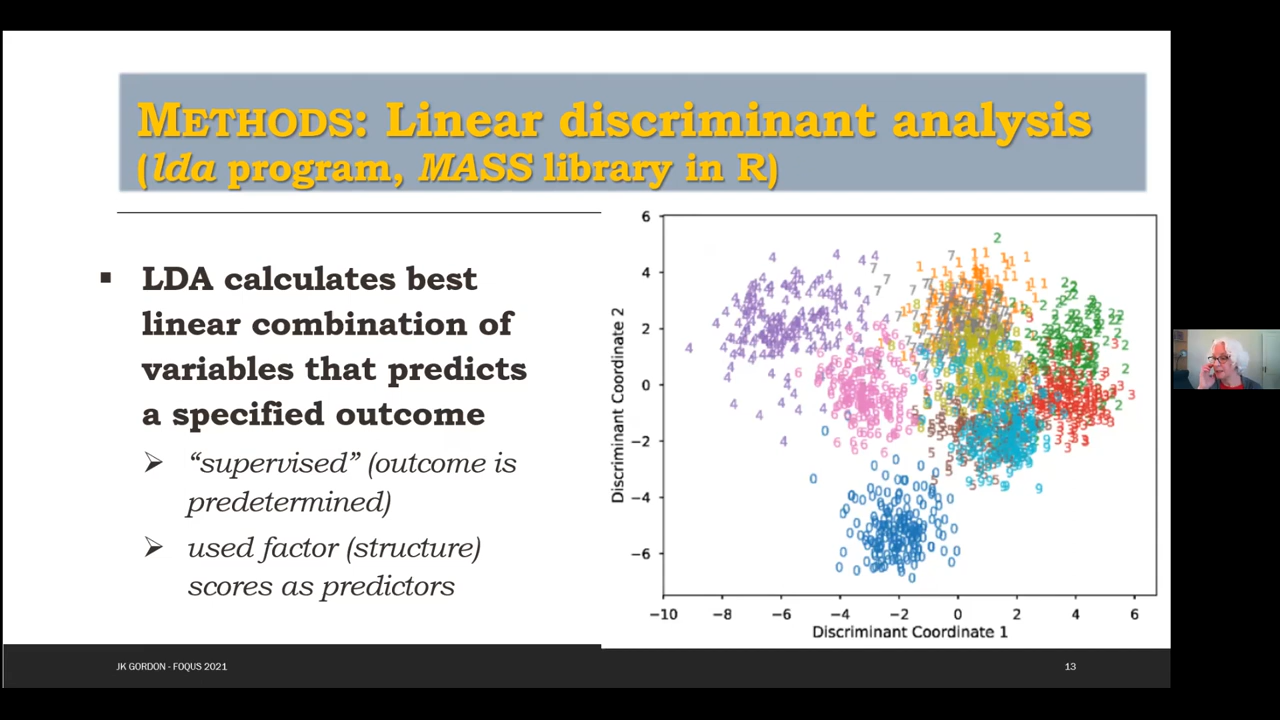 METHODS: Linear discriminant analysis
(lda program, MASS library in R)
▪ LDA calculates best
linear combination of
variables that predicts
a specified outcome
➢ “supervised” (outcome is
predetermined)
➢ used factor (structure)
scores as predictors
6
4
2
0
−2
−4
−6
Discriminant Coordinate 2
−10 −8 −6 −4 −2 0 2 4 6
Discriminant Coordinate 1
JK GORDON - FOQUS 2021
13